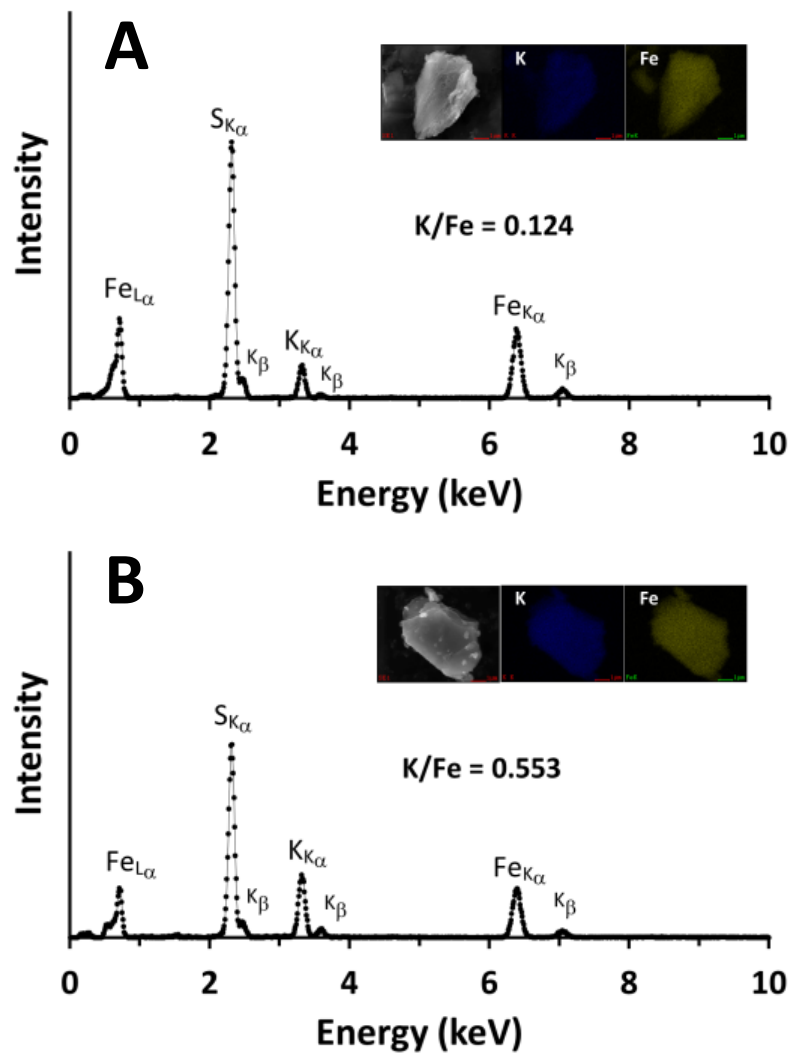 A
K Fe
S Kα
K/Fe = 0.124
Fe Lα
Fe Kα
K Kα
Kβ
Kβ
Kβ
Intensity
0 2 4 6 8 10
Energy (keV)
B
K Fe
S Kα
K/Fe = 0.553
K Kα
Fe Lα
Fe Kα
Kβ
Kβ
Kβ
Intensity
0 2 4 6 8 10
Energy (keV)